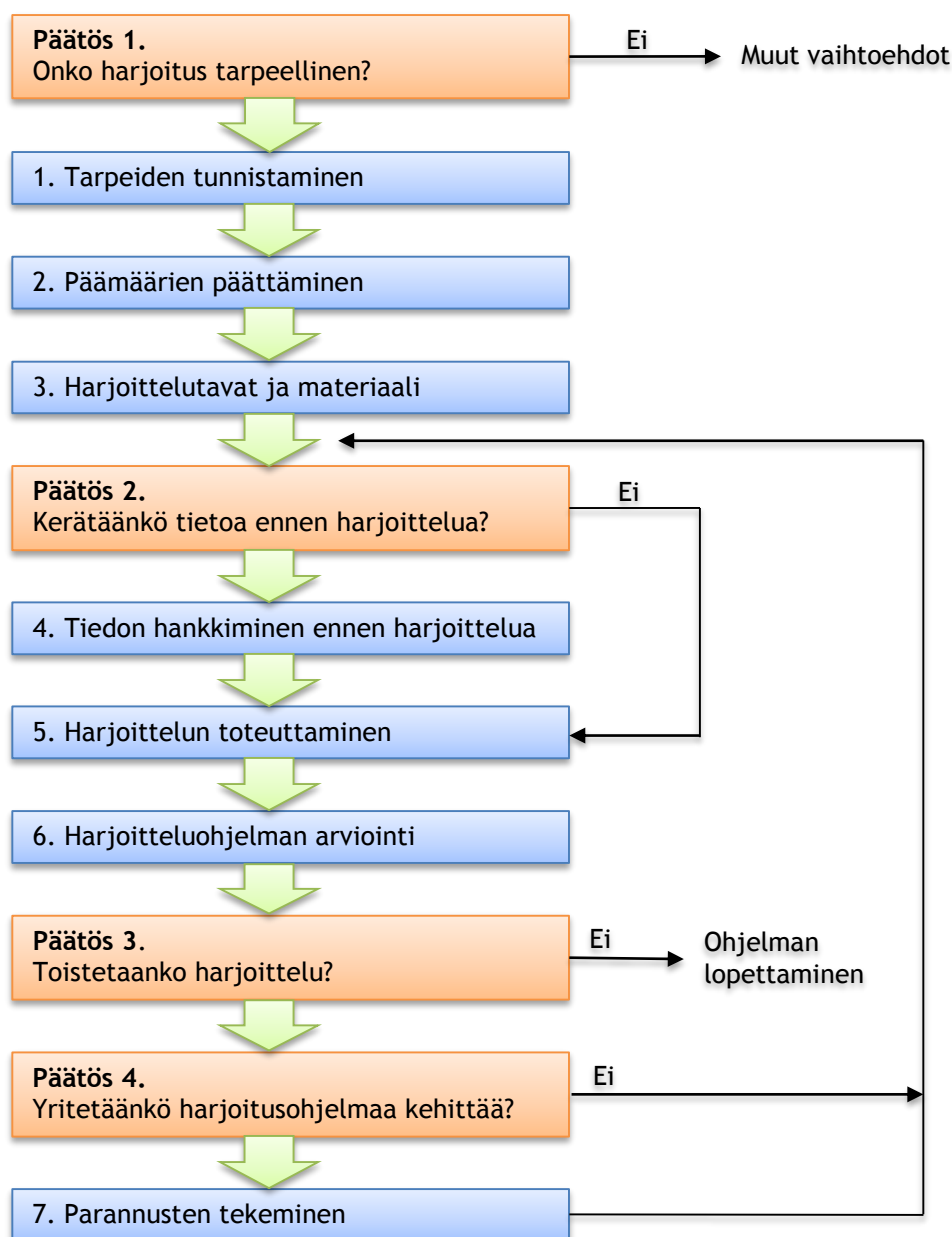 Päätös 1.
Onko harjoitus tarpeellinen?
Ei
Muut vaihtoehdot
1. Tarpeiden tunnistaminen
2. Päämäärien päättäminen
3. Harjoittelutavat ja materiaali
Päätös 2.
Kerätäänkö tietoa ennen harjoittelua?
Ei
4. Tiedon hankkiminen ennen harjoittelua
5. Harjoittelun toteuttaminen
6. Harjoitteluohjelman arviointi
Päätös 3.
Toistetaanko harjoittelu?
Ei
Ohjelman
lopettaminen
Päätös 4.
Yritetäänkö harjoitusohjelmaa kehittää?
Ei
7. Parannusten tekeminen